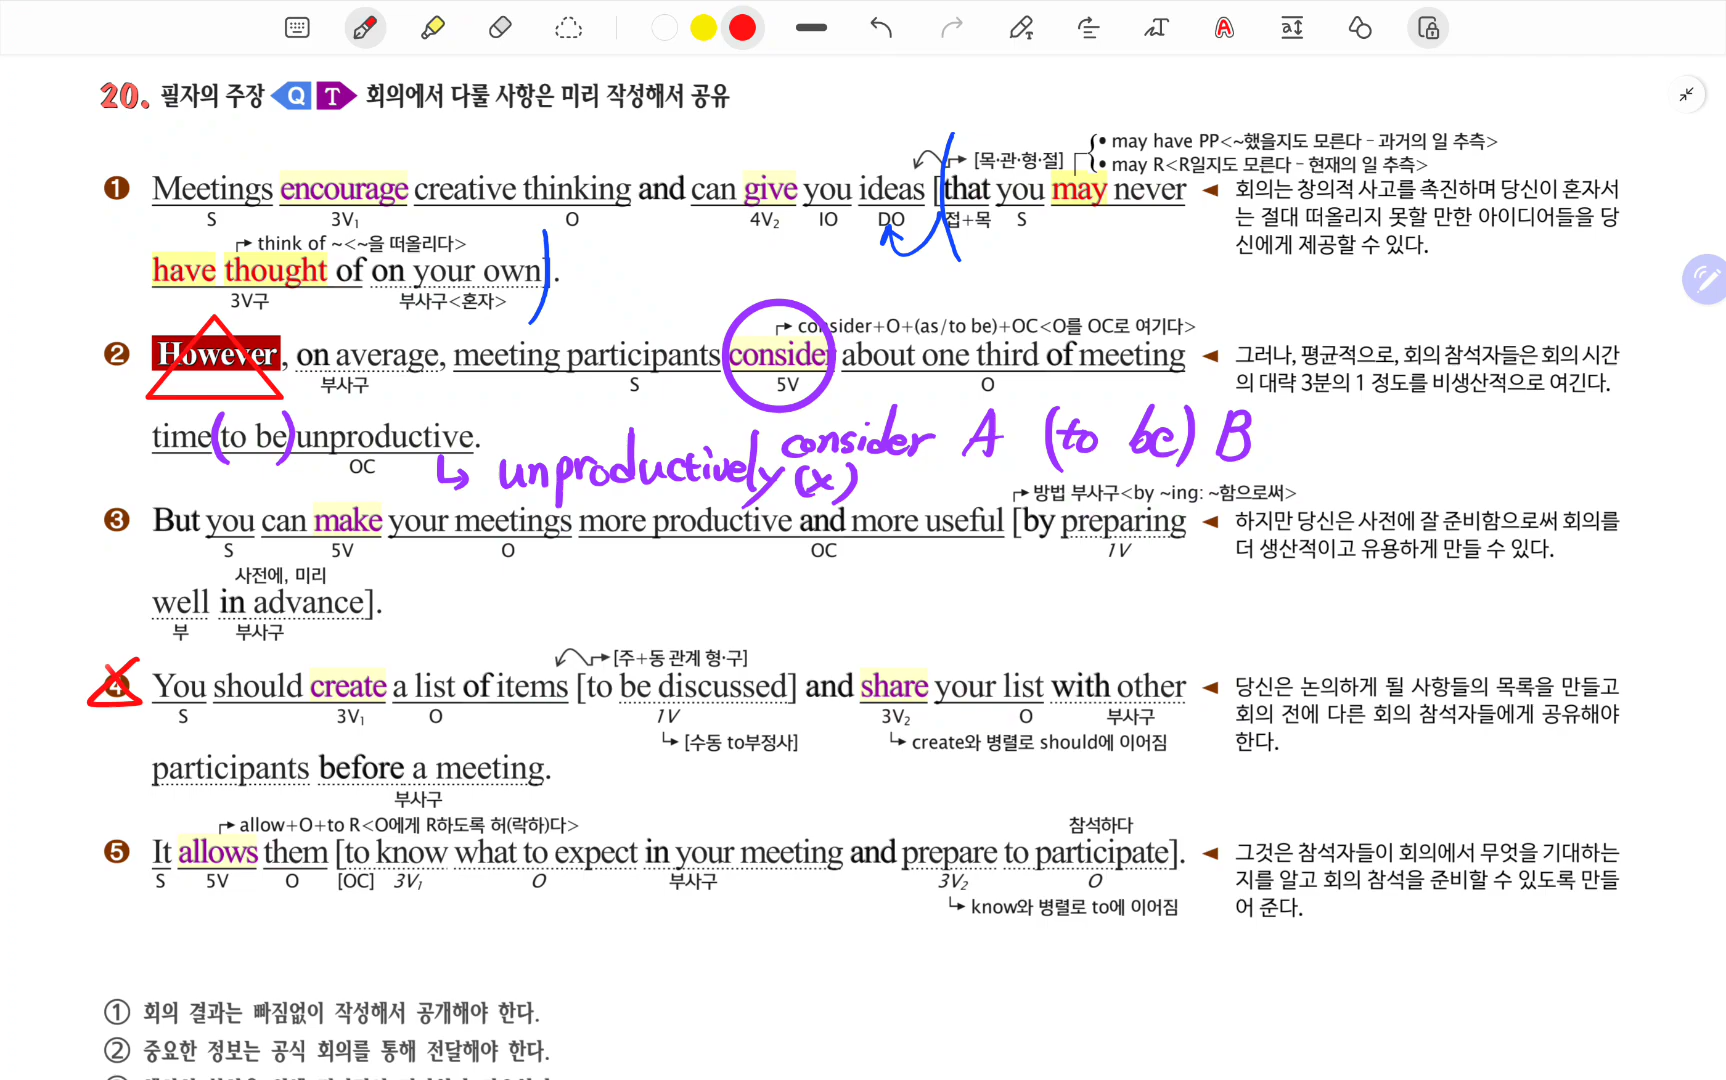 20. 필자의 주장 Q T 회의에서 다룰 사항은 미리 작성해서 공유
• may have PP<~했을지도 모른다 – 과거의 일 추측>
[목·관·형·절]
• may R<R일지도 모른다 – 현재의 일 추측>
❶ Meetings encourage creative thinking and can give you ideas [that you may never
S 3V₁ O 4V₂ IO DO 접+목 S
◄ 회의는 창의적 사고를 촉진하며 당신이 혼자서
는 절대 떠올리지 못할 만한 아이디어들을 당
신에게 제공할 수 있다.
think of ~<~을 떠올리다>
have thought of on your own].
3V구 부사구<혼자>
consider+O+(as/to be)+OC<O를 OC로 여기다>
❷ However, on average, meeting participants consider about one third of meeting
부사구 S 5V O
◄ 그러나, 평균적으로, 회의 참석자들은 회의 시간
의 대략 3분의 1 정도를 비생산적으로 여긴다.
time (to be) unproductive.
OC
consider A (to be) B
↳ unproductively (x)
방법 부사구<by ~ing: ~함으로써>
❸ But you can make your meetings more productive and more useful [by preparing
S 5V O OC 1V
◄ 하지만 당신은 사전에 잘 준비함으로써 회의를
더 생산적이고 유용하게 만들 수 있다.
사전에, 미리
well in advance].
부 부사구
[주+동 관계 형·구]
❹ You should create a list of items [to be discussed] and share your list with other
S 3V₁ O 1V 3V₂ O 부사구
[수동 to부정사] create와 병렬로 should에 이어짐
◄ 당신은 논의하게 될 사항들의 목록을 만들고
회의 전에 다른 회의 참석자들에게 공유해야
한다.
participants before a meeting.
부사구
allow+O+to R<O에게 R하도록 허(락하)다> 참석하다
❺ It allows them [to know what to expect in your meeting and prepare to participate].
S 5V O [OC] 3V₁ O 부사구 3V₂ O
know와 병렬로 to에 이어짐
◄ 그것은 참석자들이 회의에서 무엇을 기대하는
지를 알고 회의 참석을 준비할 수 있도록 만들
어 준다.
① 회의 결과는 빠짐없이 작성해서 공개해야 한다.
② 중요한 정보는 공식 회의를 통해 전달해야 한다.